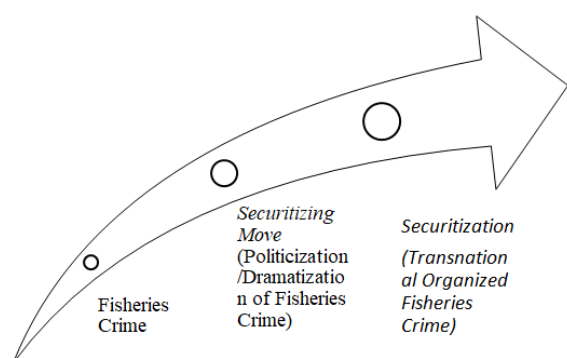 Fisheries
Crime
Securitizing
Move
(Politicization
/Dramatizatio
n of Fisheries
Crime)
Securitization
(Transnation
al Organized
Fisheries
Crime)